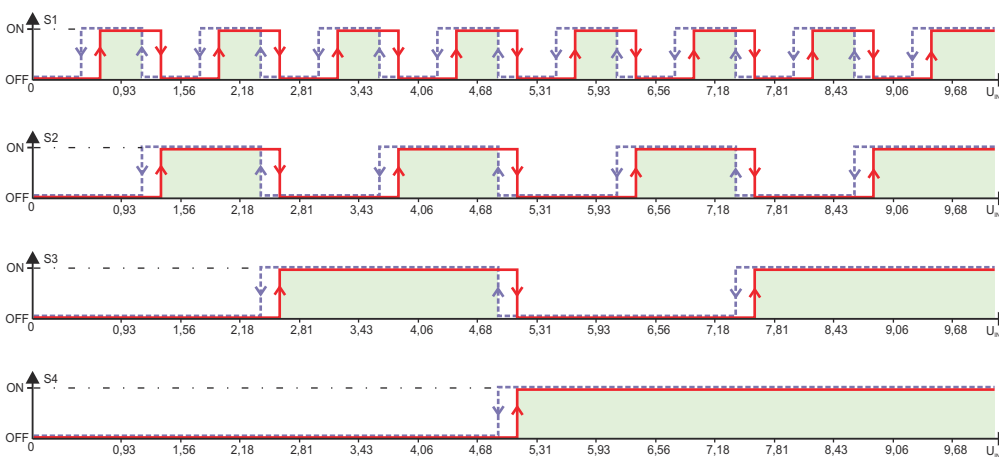 S1
ON
OFF
0 0,93 1,56 2,18 2,81 3,43 4,06 4,68 5,31 5,93 6,56 7,18 7,81 8,43 9,06 9,68 UIN
S2
ON
OFF
0 0,93 1,56 2,18 2,81 3,43 4,06 4,68 5,31 5,93 6,56 7,18 7,81 8,43 9,06 9,68 UIN
S3
ON
OFF
0 0,93 1,56 2,18 2,81 3,43 4,06 4,68 5,31 5,93 6,56 7,18 7,81 8,43 9,06 9,68 UIN
S4
ON
OFF
0 0,93 1,56 2,18 2,81 3,43 4,06 4,68 5,31 5,93 6,56 7,18 7,81 8,43 9,06 9,68 UIN